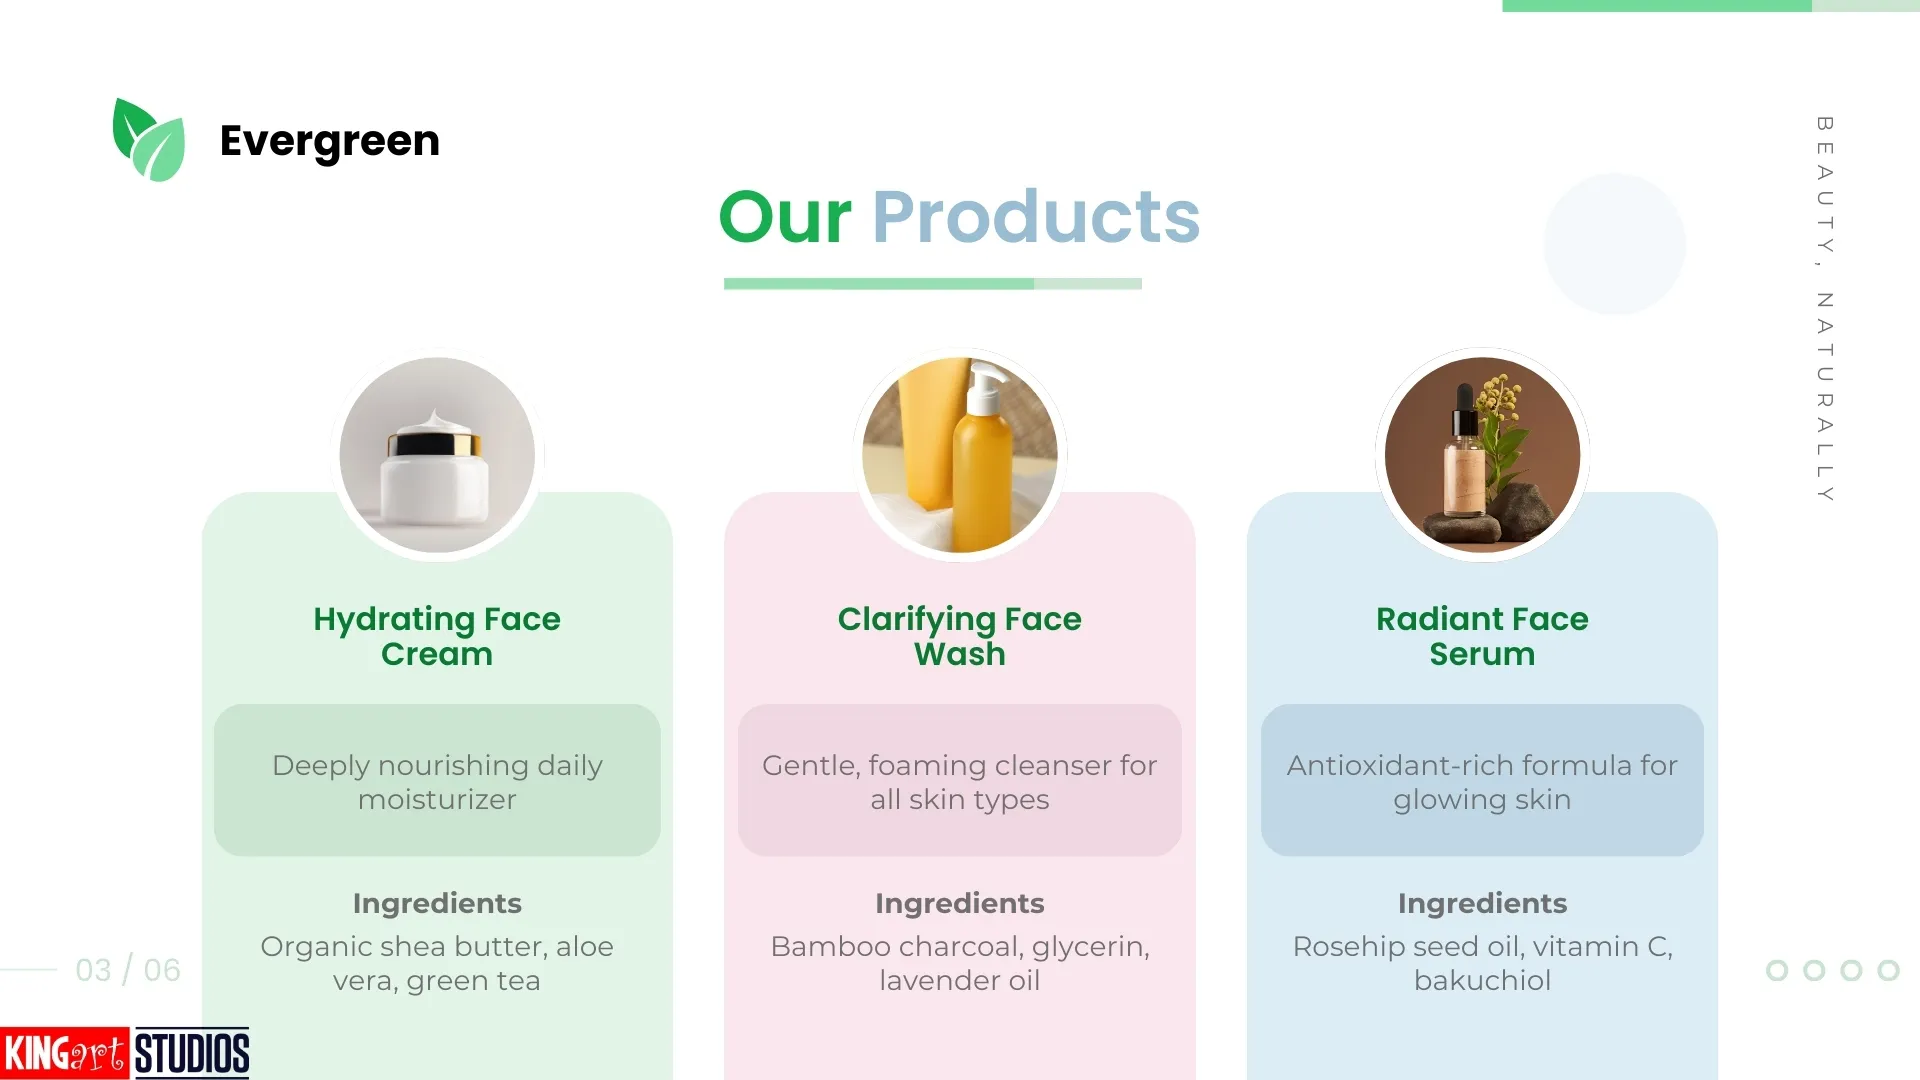 Evergreen
Our Products
BEAUTY, NATURALLY
Hydrating Face
Cream
Deeply nourishing daily
moisturizer
Ingredients
Organic shea butter, aloe
vera, green tea
Clarifying Face
Wash
Gentle, foaming cleanser for
all skin types
Ingredients
Bamboo charcoal, glycerin,
lavender oil
Radiant Face
Serum
Antioxidant-rich formula for
glowing skin
Ingredients
Rosehip seed oil, vitamin C,
bakuchiol
03 / 06
KINGart STUDIOS